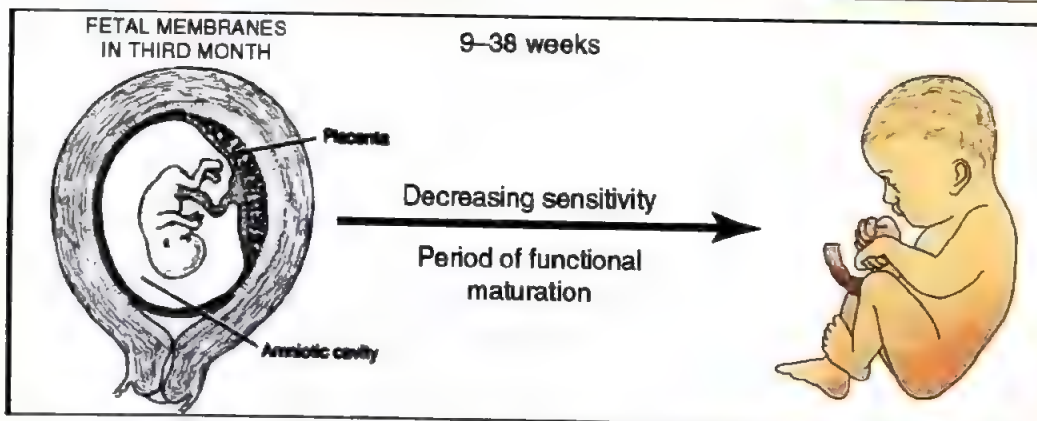 FETAL MEMBRANES
IN THIRD MONTH
9–38 weeks
Placenta
Decreasing sensitivity
Period of functional
maturation
Amniotic cavity